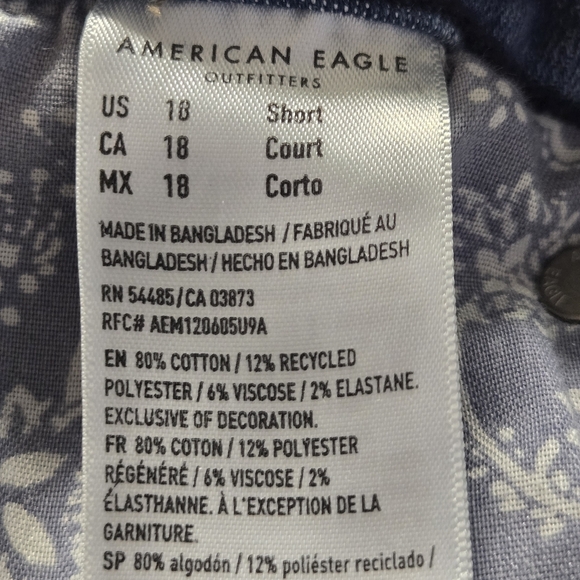 AMERICAN EAGLE
OUTFITTERS
US 18 Short
CA 18 Court
MX 18 Corto
MADE IN BANGLADESH / FABRIQUÉ AU
BANGLADESH / HECHO EN BANGLADESH
RN 54485/CA 03873
RFC# AEM120605U9A
EN 80% COTTON / 12% RECYCLED
POLYESTER / 6% VISCOSE / 2% ELASTANE.
EXCLUSIVE OF DECORATION.
FR 80% COTON / 12% POLYESTER
RÉGÉNÉRÉ / 6% VISCOSE / 2%
ÉLASTHANNE. À L'EXCEPTION DE LA
GARNITURE.
SP 80% algodón / 12% poliéster reciclado /